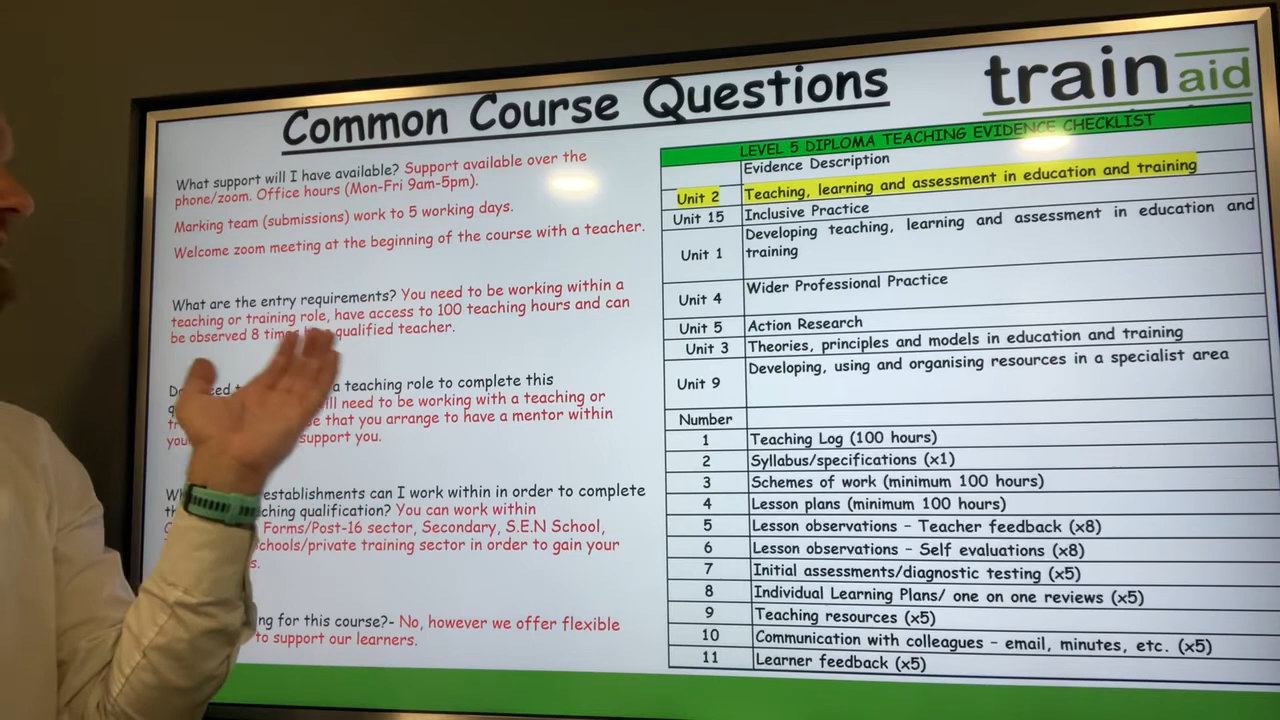 Common Course Questions
train aid
What support will I have available? Support available over the
phone/zoom. Office hours (Mon-Fri 9am-5pm).
Marking team (submissions) work to 5 working days.
Welcome zoom meeting at the beginning of the course with a teacher.
What are the entry requirements? You need to be working within a
teaching or training role, have access to 100 teaching hours and can
be observed 8 qualified teacher.
need a teaching role to complete this
need to be working with a teaching or
that you arrange to have a mentor within
support you.
establishments can I work within in order to complete
qualification? You can work within
Forms/Post-16 sector, Secondary, S.E.N School,
sector in order to gain your
for this course?- No, however we offer flexible
to support our learners.
LEVEL 5 DIPLOMA TEACHING EVIDENCE CHECKLIST
Evidence Description
Unit 2 Teaching, learning and assessment in education and training
Unit 15 Inclusive Practice
Unit 1 Developing teaching, learning and assessment in education and
training
Unit 4 Wider Professional Practice
Unit 5 Action Research
Unit 3 Theories, principles and models in education and training
Unit 9 Developing, using and organising resources in a specialist area
Number
1 Teaching Log (100 hours)
2 Syllabus/specifications (x1)
3 Schemes of work (minimum 100 hours)
4 Lesson plans (minimum 100 hours)
5 Lesson observations - Teacher feedback (x8)
6 Lesson observations - Self evaluations (x8)
7 Initial assessments/diagnostic testing (x5)
8 Individual Learning Plans/ one on one reviews (x5)
9 Teaching resources (x5)
10 Communication with colleagues - email, minutes, etc. (x5)
11 Learner feedback (x5)